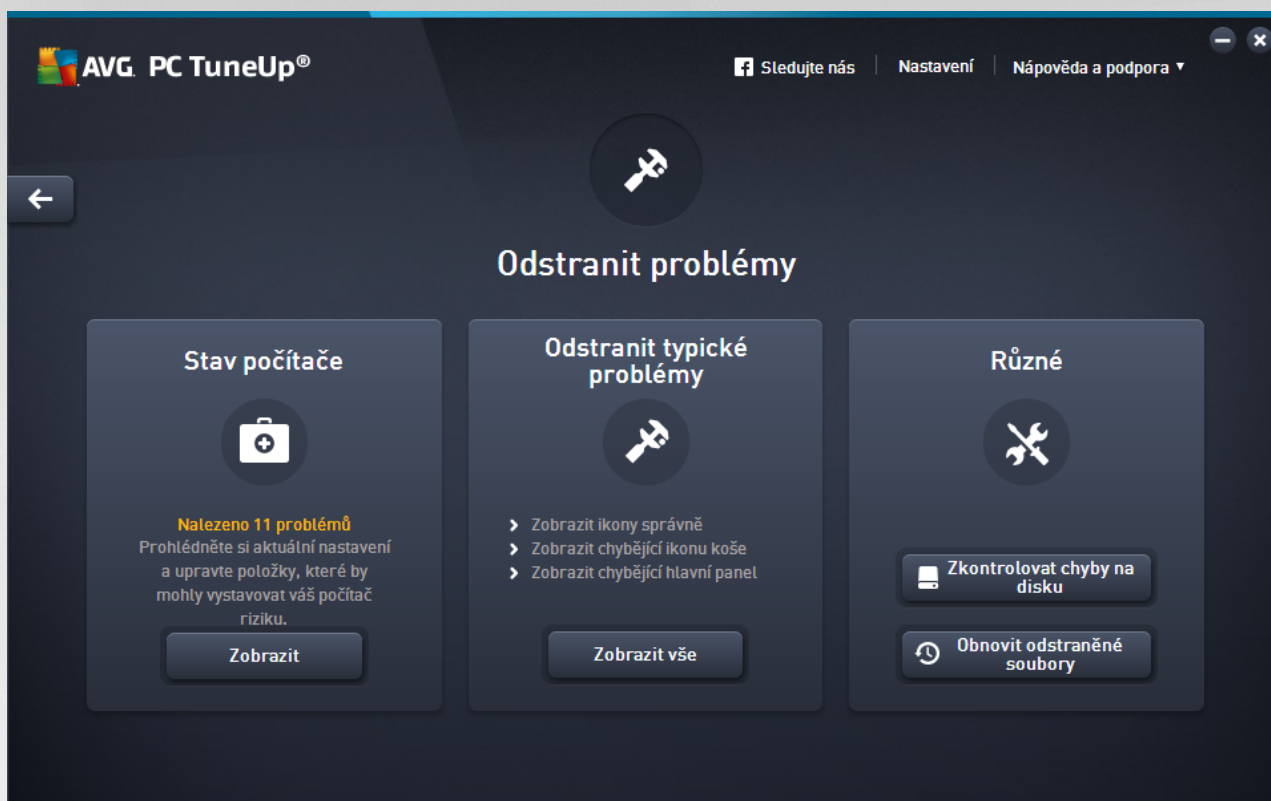 AVG. PC TuneUp®
Sledujte nás
Nastavení
Nápověda a podpora
Odstranit problémy
Stav počítače
Nalezeno 11 problémů
Prohlédněte si aktuální nastavení
a upravte položky, které by
mohly vystavovat váš počítač
riziku.
Zobrazit
Odstranit typické
problémy
Zobrazit ikony správně
Zobrazit chybějící ikonu koše
Zobrazit chybějící hlavní panel
Zobrazit vše
Různé
Zkontrolovat chyby na
disku
Obnovit odstraněné
soubory